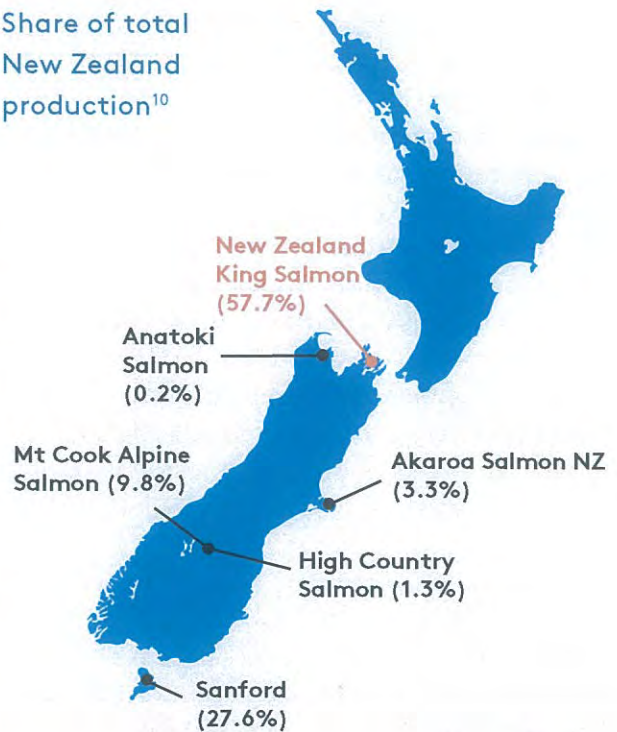 Share of total
New Zealand
production¹⁰
New Zealand
King Salmon
(57.7%)
Anatoki
Salmon
(0.2%)
Mt Cook Alpine
Salmon (9.8%)
Akaroa Salmon NZ
(3.3%)
High Country
Salmon (1.3%)
Sanford
(27.6%)